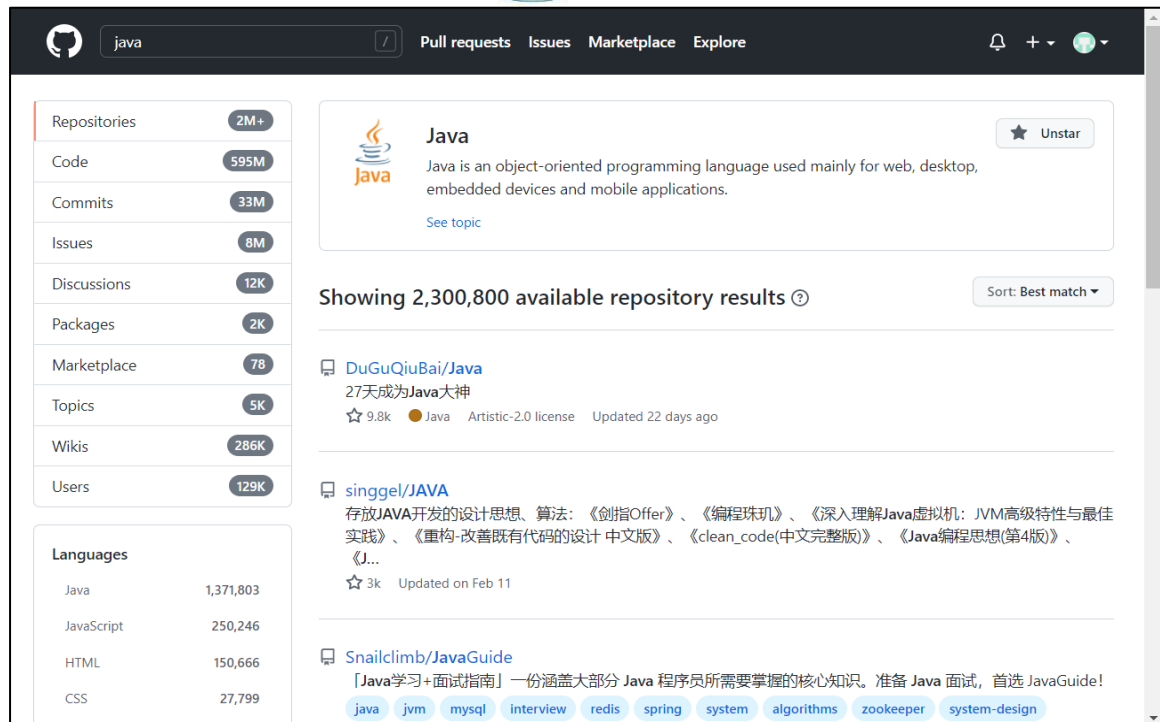 java /
Pull requests Issues Marketplace Explore
Repositories 2M+
Code 595M
Commits 33M
Issues 8M
Discussions 12K
Packages 2K
Marketplace 78
Topics 5K
Wikis 286K
Users 129K
Languages
Java 1,371,803
JavaScript 250,246
HTML 150,666
CSS 27,799
Java
Java
Unstar
Java is an object-oriented programming language used mainly for web, desktop,
embedded devices and mobile applications.
See topic
Showing 2,300,800 available repository results ?
Sort: Best match
DuGuQiuBai/Java
27天成为Java大神
9.8k Java Artistic-2.0 license Updated 22 days ago
singgel/JAVA
存放JAVA开发的设计思想、算法：《剑指Offer》、《编程珠玑》、《深入理解Java虚拟机：JVM高级特性与最佳
实践》、《重构-改善既有代码的设计 中文版》、《clean_code(中文完整版)》、《Java编程思想(第4版)》、
《J...
3k Updated on Feb 11
Snailclimb/JavaGuide
「Java学习+面试指南」一份涵盖大部分 Java 程序员所需要掌握的核心知识。准备 Java 面试，首选 JavaGuide！
java jvm mysql interview redis spring system algorithms zookeeper system-design